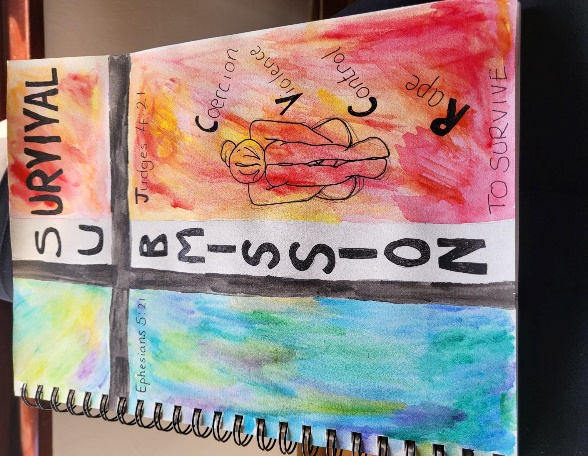 SURVIVAL
SUBMISSION
Ephesians 5:21
Judges 4:21
Coercion
Violence
Control
Rape
TO SURVIVE